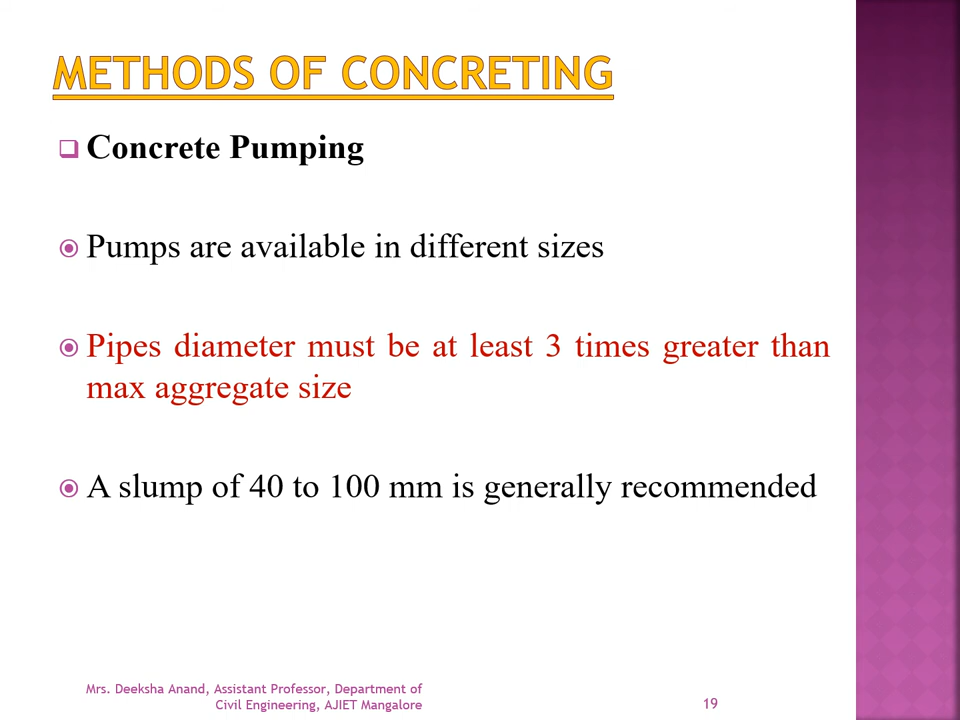 METHODS OF CONCRETING
Concrete Pumping
Pumps are available in different sizes
Pipes diameter must be at least 3 times greater than
max aggregate size
A slump of 40 to 100 mm is generally recommended
Mrs. Deeksha Anand, Assistant Professor, Department of
Civil Engineering, AJIET Mangalore
19